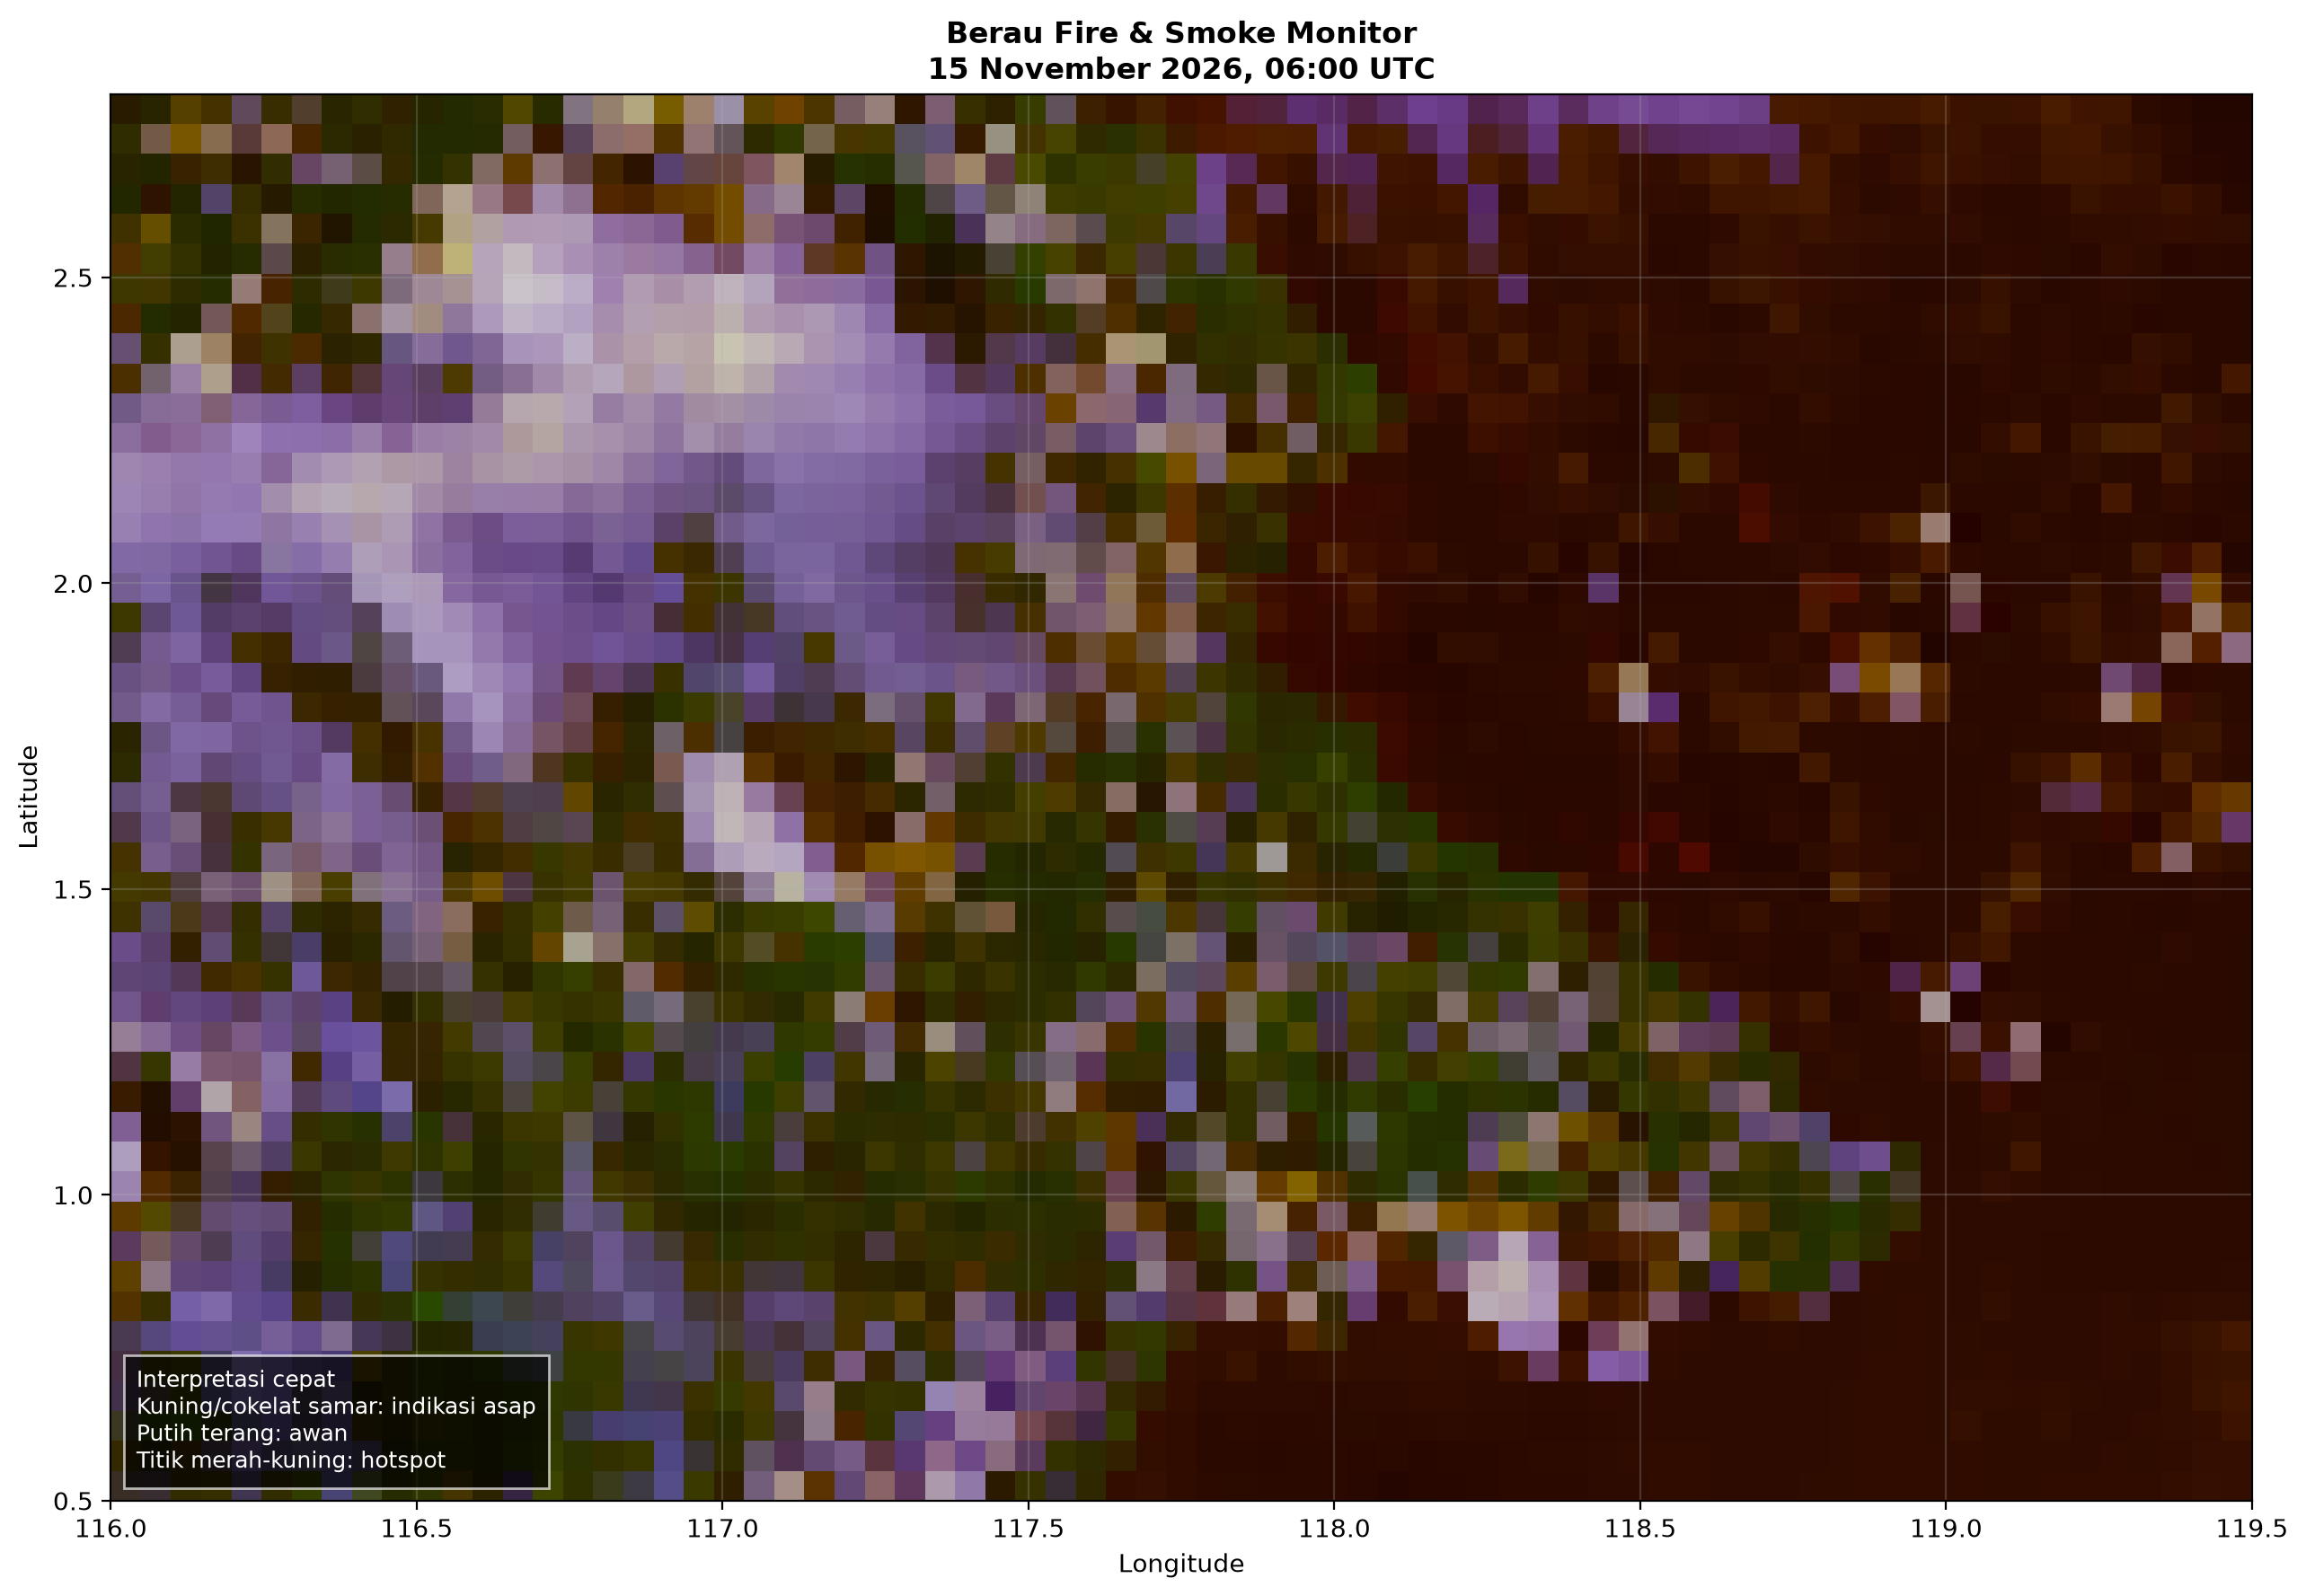 Berau Fire & Smoke Monitor
15 November 2026, 06:00 UTC
Latitude
2.5
2.0
1.5
1.0
0.5
Interpretasi cepat
Kuning/cokelat samar: indikasi asap
Putih terang: awan
Titik merah-kuning: hotspot
116.0 116.5 117.0 117.5 118.0 118.5 119.0 119.5
Longitude